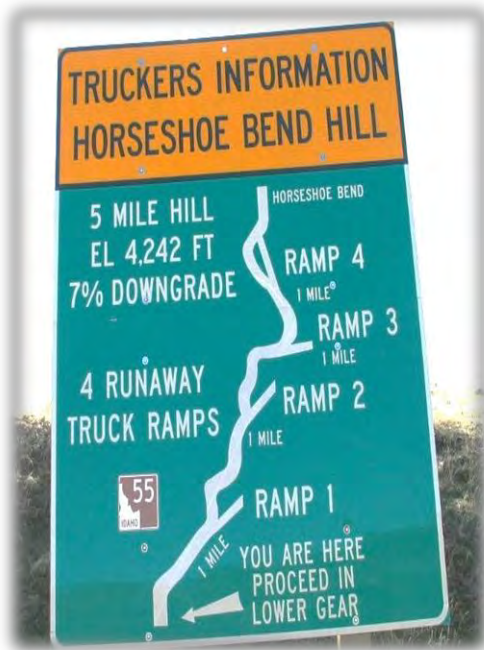 TRUCKERS INFORMATION
HORSESHOE BEND HILL
5 MILE HILL
EL 4,242 FT
7% DOWNGRADE
4 RUNAWAY
TRUCK RAMPS
55
IDAHO
HORSESHOE BEND
RAMP 4
1 MILE
RAMP 3
1 MILE
RAMP 2
1 MILE
RAMP 1
1 MILE
YOU ARE HERE
PROCEED IN
LOWER GEAR